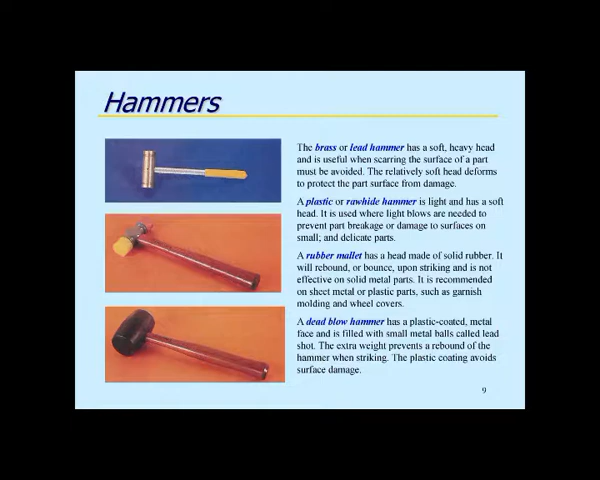 Hammers
The brass or lead hammer has a soft, heavy head
and is useful when scarring the surface of a part
must be avoided. The relatively soft head deforms
to protect the part surface from damage.
A plastic or rawhide hammer is light and has a soft
head. It is used where light blows are needed to
prevent part breakage or damage to surfaces on
small; and delicate parts.
A rubber mallet has a head made of solid rubber. It
will rebound, or bounce, upon striking and is not
effective on solid metal parts. It is recommended
on sheet metal or plastic parts, such as garnish
molding and wheel covers.
A dead blow hammer has a plastic-coated, metal
face and is filled with small metal balls called lead
shot. The extra weight prevents a rebound of the
hammer when striking. The plastic coating avoids
surface damage.
9